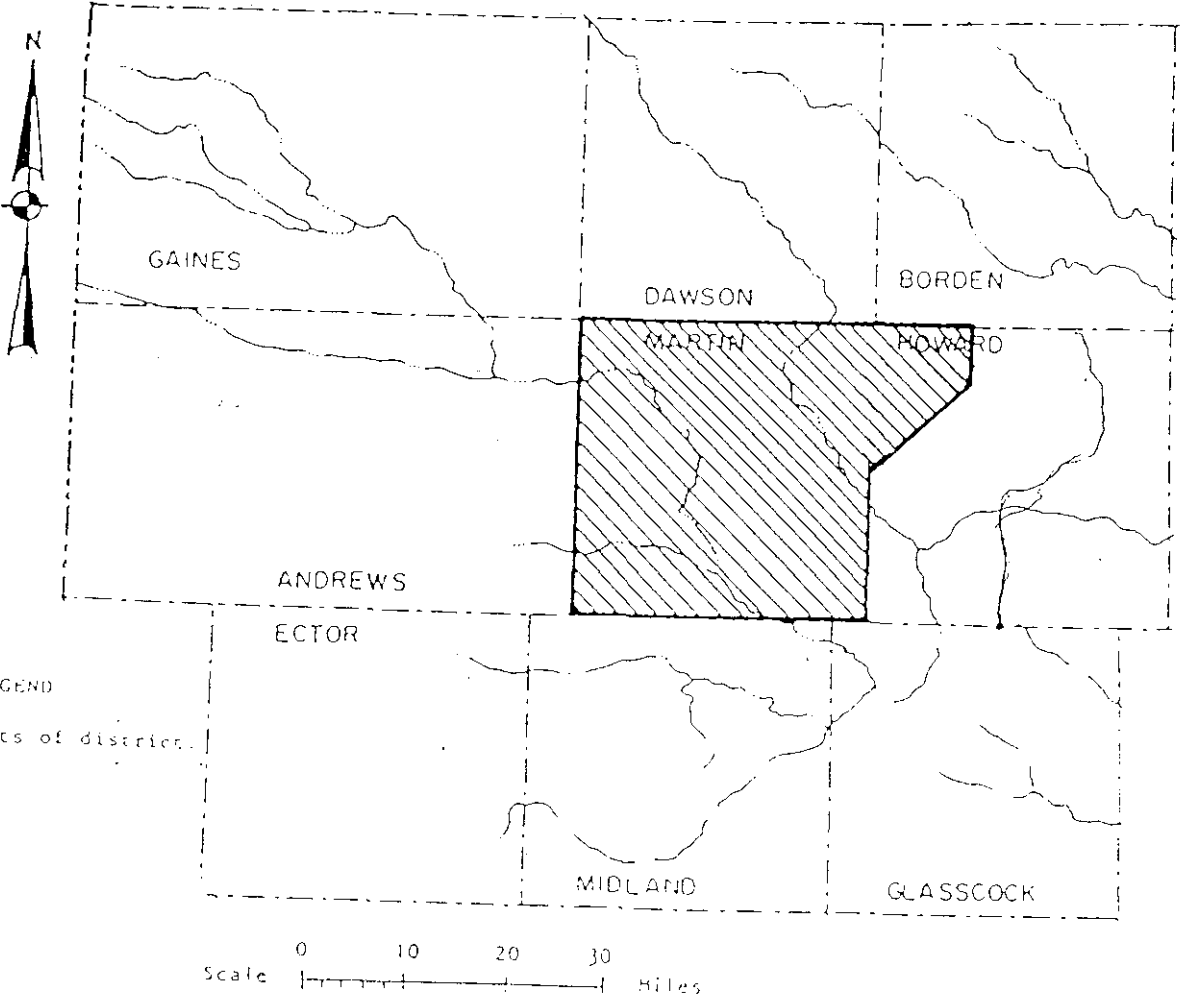 N
GAINES
DAWSON
BORDEN
MARTIN
HOWARD
ANDREWS
ECTOR
GEND
ts of district.
MIDLAND
GLASSCOCK
0 10 20 30
Scale Miles